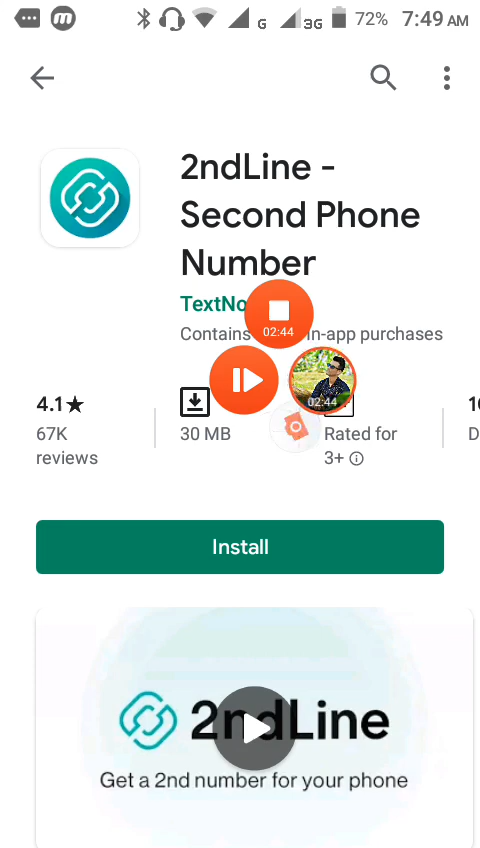 G 3G 72% 7:49 AM
2ndLine -
Second Phone
Number
02:44
Contains In-app purchases
02:44
4.1★
67K
reviews
30 MB
Rated for
3+
Install
2ndLine
Get a 2nd number for your phone